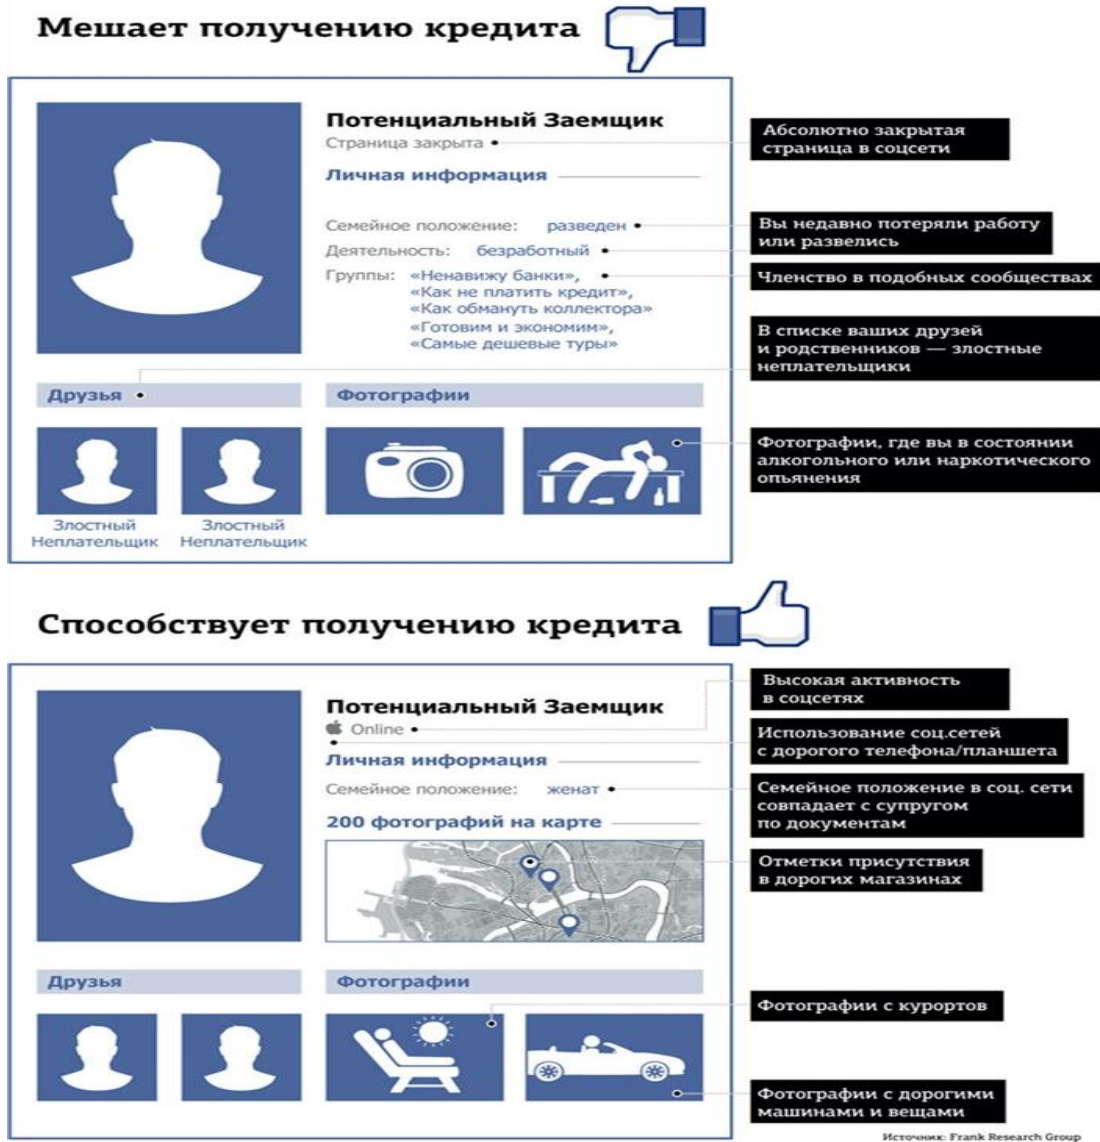 Мешает получению кредита
Потенциальный Заемщик
Страница закрыта
Абсолютно закрытая
страница в соцсети
Личная информация
Семейное положение: разведен
Вы недавно потеряли работу
или развелись
Деятельность: безработный
Группы: «Ненавижу банки»,
«Как не платить кредит»,
«Как обмануть коллектора»
«Готовим и экономим»,
«Самые дешевые туры»
Членство в подобных сообществах
В списке ваших друзей
и родственников — злостные
неплательщики
Друзья
Фотографии
Фотографии, где вы в состоянии
алкогольного или наркотического
опьянения
Злостный
Неплательщик
Злостный
Неплательщик
Способствует получению кредита
Потенциальный Заемщик
Online
Высокая активность
в соцсетях
Использование соц.сетей
с дорогого телефона/планшета
Личная информация
Семейное положение: женат
Семейное положение в соц. сети
совпадает с супругом
по документам
200 фотографий на карте
Отметки присутствия
в дорогих магазинах
Друзья
Фотографии
Фотографии с курортов
Фотографии с дорогими
машинами и вещами
Источник: Frank Research Group